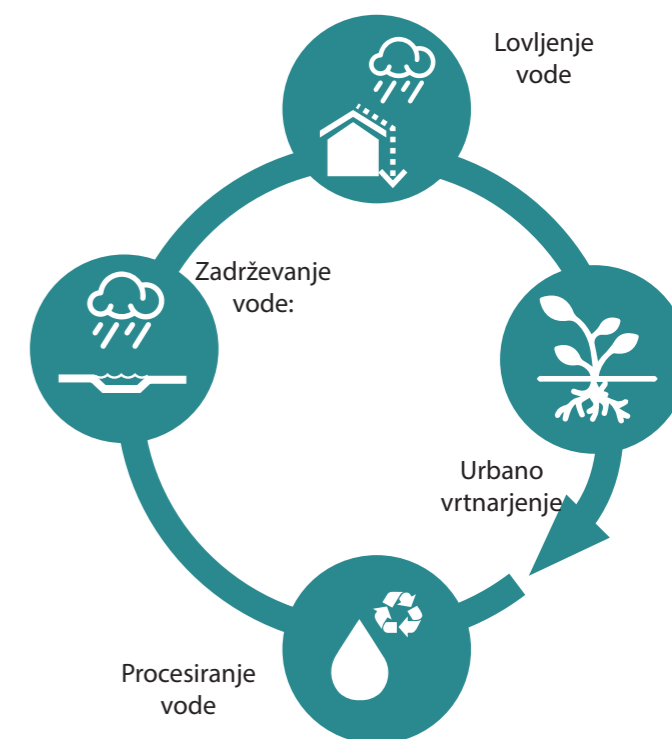 Lovljenje
vode
Zadrževanje
vode:
Urbano
vrtnarjenje
Procesiranje
vode